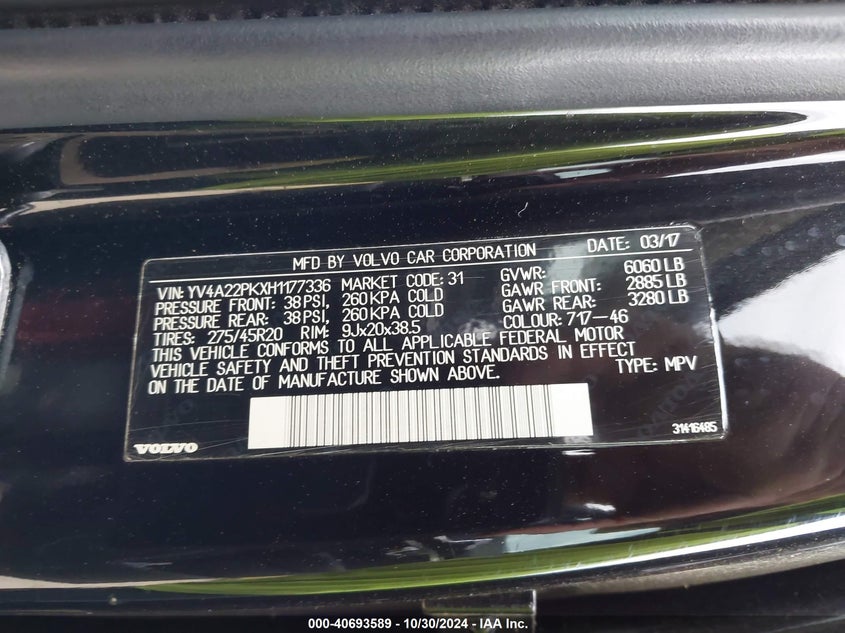 MFD BY VOLVO CAR CORPORATION DATE: 03/17
VIN: YV4A22PKXH1177336 MARKET CODE: 31 GVWR: 6060 LB
PRESSURE FRONT: 38 PSI, 260 KPA COLD GAWR FRONT: 2885 LB
PRESSURE REAR: 38 PSI, 260 KPA COLD GAWR REAR: 3280 LB
TIRES: 275/45R20 RIM: 9Jx20x38.5 COLOUR: 717-46
THIS VEHICLE CONFORMS TO ALL APPLICABLE FEDERAL MOTOR
VEHICLE SAFETY AND THEFT PREVENTION STANDARDS IN EFFECT
ON THE DATE OF MANUFACTURE SHOWN ABOVE. TYPE: MPV
VOLVO 31416485
000-40693589 - 10/30/2024 - IAA Inc.